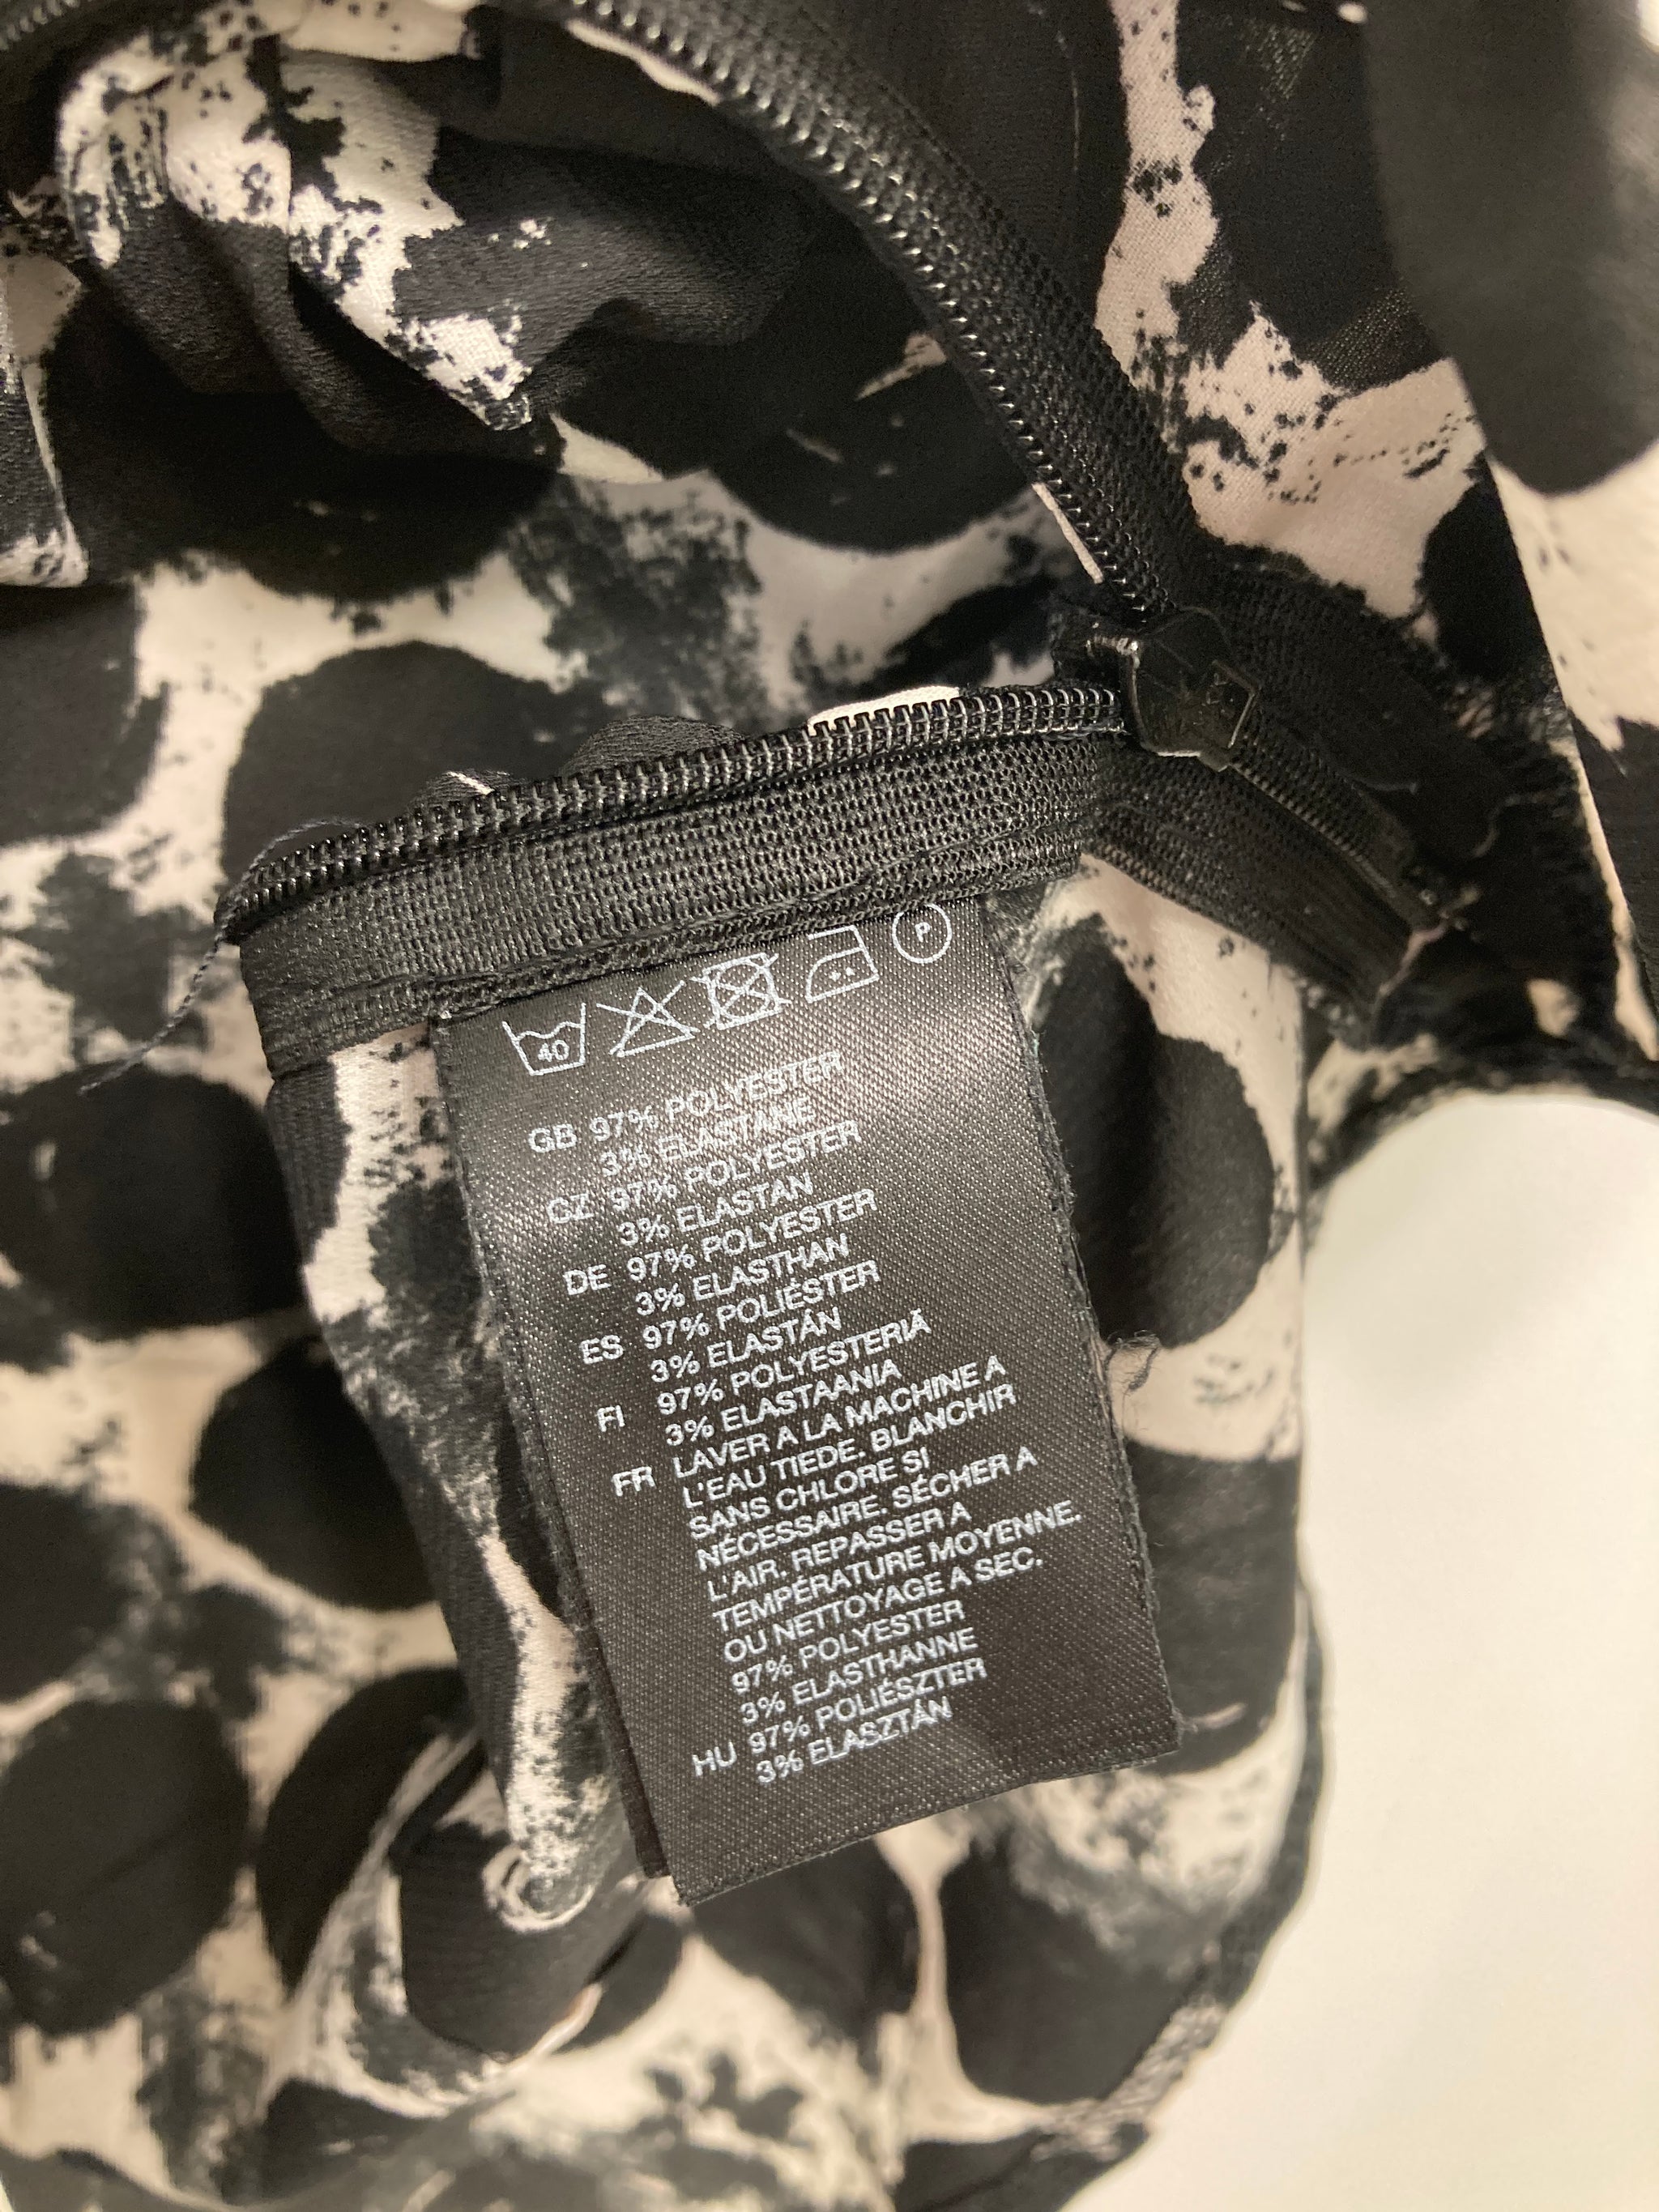 40 P
GB 97% POLYESTER
3% ELASTANE
CZ 97% POLYESTER
3% ELASTAN
DE 97% POLYESTER
3% ELASTHAN
ES 97% POLIÉSTER
3% ELASTÁN
FI 97% POLYESTERIÄ
3% ELASTAANIA
FR LAVER A LA MACHINE A
L'EAU TIEDE. BLANCHIR
SANS CHLORE SI
NÉCESSAIRE. SÉCHER A
L'AIR. REPASSER A
TEMPÉRATURE MOYENNE.
OU NETTOYAGE A SEC.
97% POLYESTER
3% ELASTHANNE
HU 97% POLIÉSZTER
3% ELASZTÁN